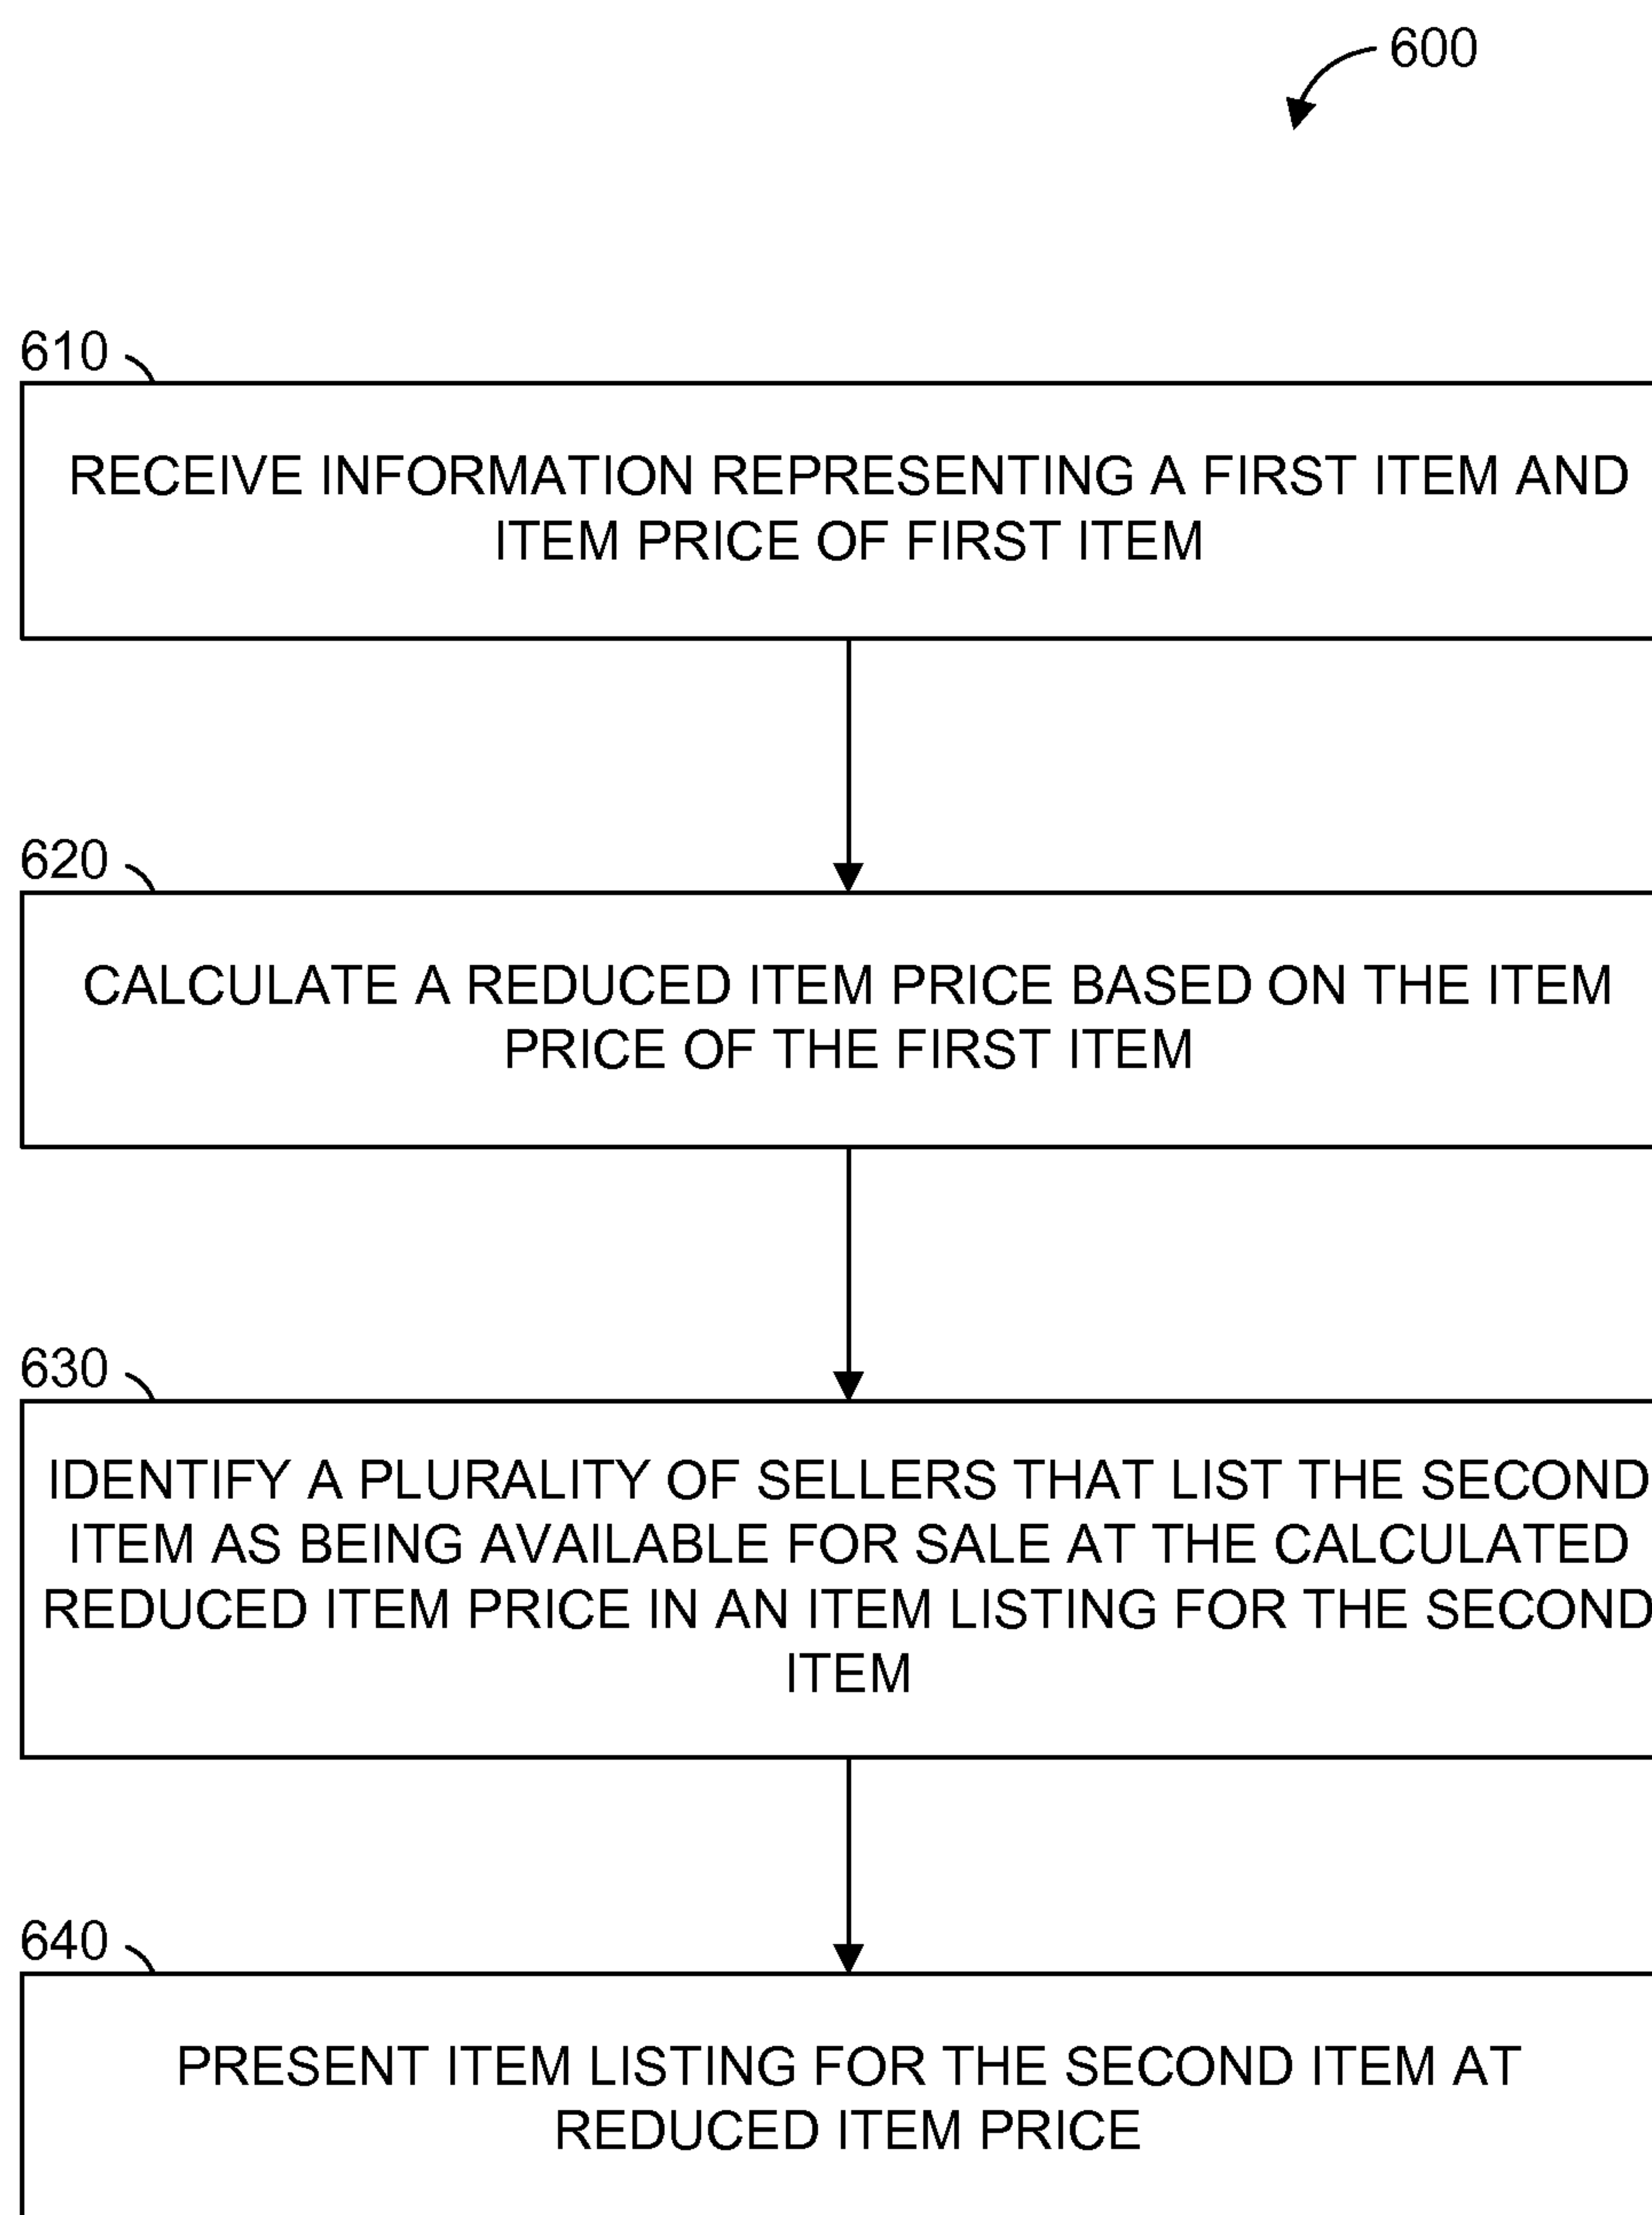 600
610
RECEIVE INFORMATION REPRESENTING A FIRST ITEM AND
ITEM PRICE OF FIRST ITEM
620
CALCULATE A REDUCED ITEM PRICE BASED ON THE ITEM
PRICE OF THE FIRST ITEM
630
IDENTIFY A PLURALITY OF SELLERS THAT LIST THE SECOND
ITEM AS BEING AVAILABLE FOR SALE AT THE CALCULATED
REDUCED ITEM PRICE IN AN ITEM LISTING FOR THE SECOND
ITEM
640
PRESENT ITEM LISTING FOR THE SECOND ITEM AT
REDUCED ITEM PRICE